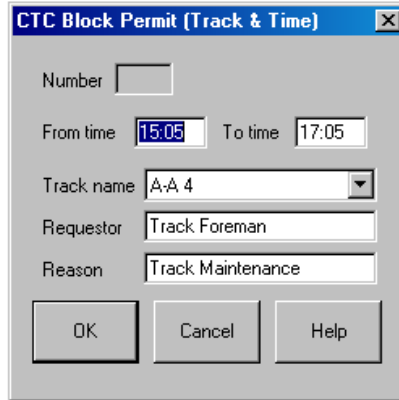 CTC Block Permit (Track & Time)
Number
From time 15:05 To time 17:05
Track name A-A 4
Requestor Track Foreman
Reason Track Maintenance
OK Cancel Help